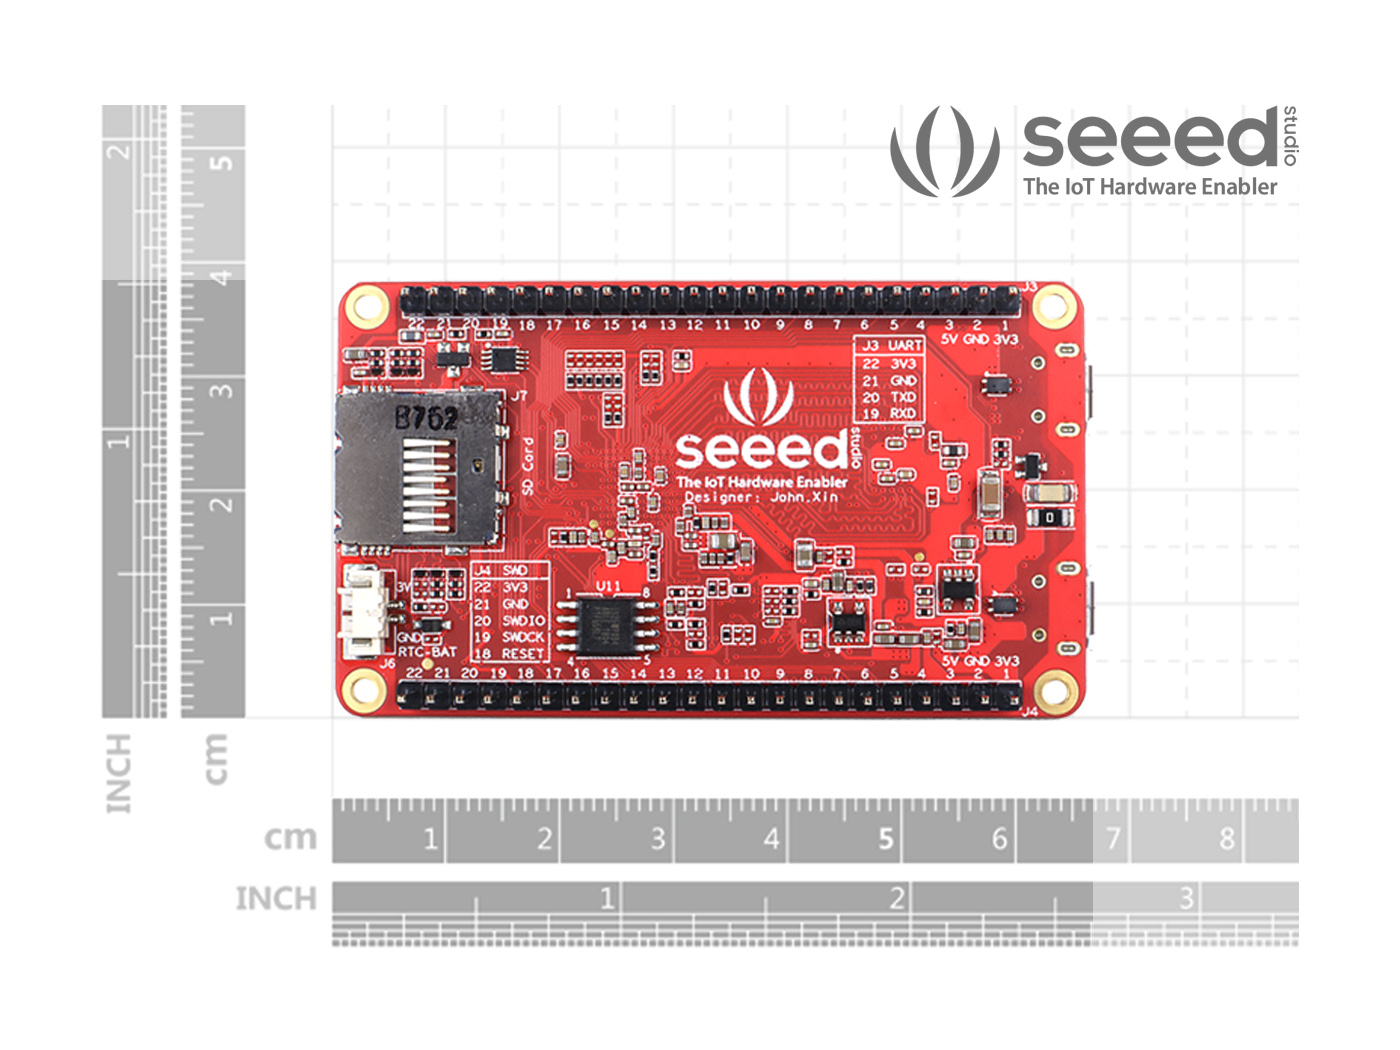 seeed
studio
The IoT Hardware Enabler
2
1
INCH
5
4
3
2
1
cm
J3
22 21 20 19 18 17 16 15 14 13 12 11 10 9 8 7 6 5 4 3 2 1
5V GND 3V3
J3 UART
22 3V3
21 GND
20 TXD
19 RXD
J7
B762
SD Card
seeed
studio
The IoT Hardware Enabler
Designer: John.Xin
0
J4 SWD
22 3V3
21 GND
20 SWDIO
19 SWDCK
18 RESET
U11
1 8
4 5
3V
GND
RTC-BAT
J6
5V GND 3V3
22 21 20 19 18 17 16 15 14 13 12 11 10 9 8 7 6 5 4 3 2 1
J4
cm 1 2 3 4 5 6 7 8
INCH 1 2 3